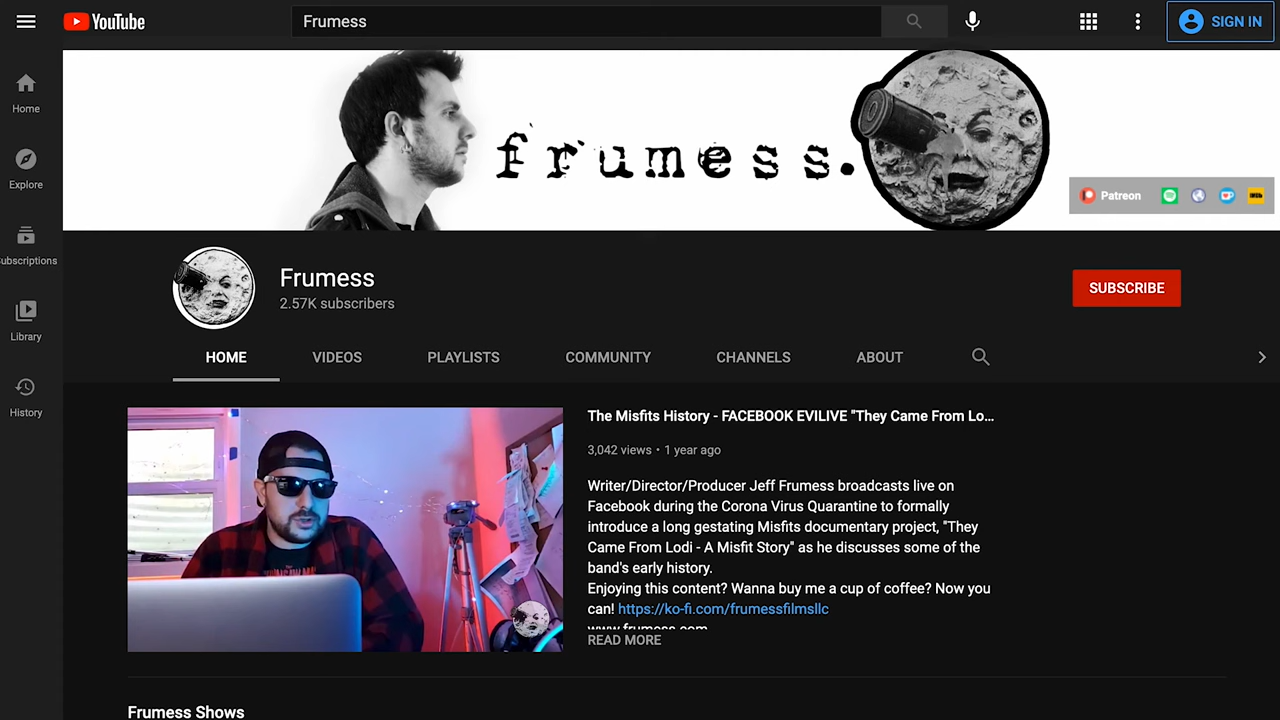 YouTube
Frumess
SIGN IN
Home
Explore
Subscriptions
Library
History
frumess.
Patreon
Frumess
2.57K subscribers
SUBSCRIBE
HOME VIDEOS PLAYLISTS COMMUNITY CHANNELS ABOUT
The Misfits History - FACEBOOK EVILIVE "They Came From Lo...
3,042 views • 1 year ago
Writer/Director/Producer Jeff Frumess broadcasts live on
Facebook during the Corona Virus Quarantine to formally
introduce a long gestating Misfits documentary project, "They
Came From Lodi - A Misfit Story" as he discusses some of the
band's early history.
Enjoying this content? Wanna buy me a cup of coffee? Now you
can! https://ko-fi.com/frumessfilmsllc
www.frumess.com
READ MORE
Frumess Shows